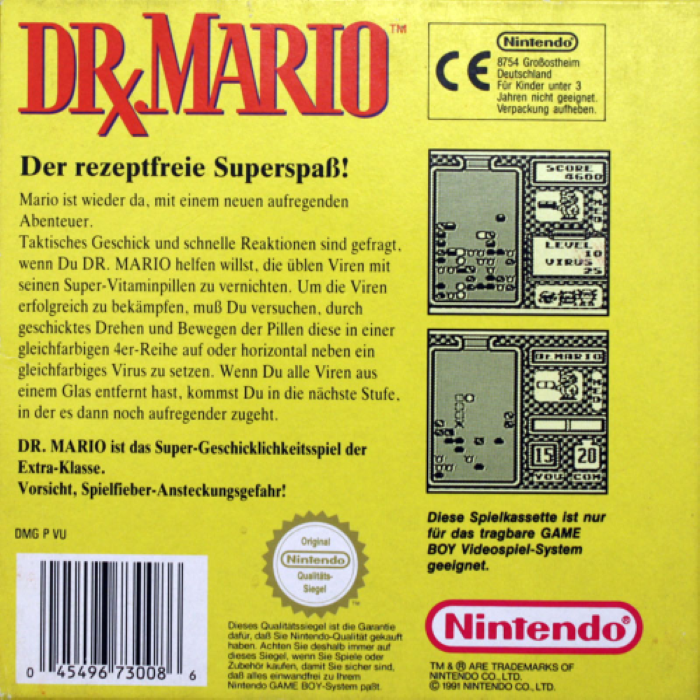 DR. MARIO™
Der rezeptfreie Superspaß!
Mario ist wieder da, mit einem neuen aufregenden
Abenteuer.
Taktisches Geschick und schnelle Reaktionen sind gefragt,
wenn Du DR. MARIO helfen willst, die üblen Viren mit
seinen Super-Vitaminpillen zu vernichten. Um die Viren
erfolgreich zu bekämpfen, muß Du versuchen, durch
geschicktes Drehen und Bewegen der Pillen diese in einer
gleichfarbigen 4er-Reihe auf oder horizontal neben ein
gleichfarbiges Virus zu setzen. Wenn Du alle Viren aus
einem Glas entfernt hast, kommst Du in die nächste Stufe,
in der es dann noch aufregender zugeht.
DR. MARIO ist das Super-Geschicklichkeitsspiel der
Extra-Klasse.
Vorsicht, Spielfieber-Ansteckungsgefahr!
DMG P VU
0 45496 73008 6
CE
Nintendo®
8754 Großostheim
Deutschland
Für Kinder unter 3
Jahren nicht geeignet.
Verpackung aufheben.
SCORE
4600
LEVEL
10
VIRUS
25
DR.MARIO
15 20
YOU COM
Diese Spielkassette ist nur
für das tragbare GAME
BOY Videospiel-System
geeignet.
Original
Nintendo
Qualitäts-
Siegel
™
Dieses Qualitätssiegel ist die Garantie
dafür, daß Sie Nintendo-Qualität gekauft
haben. Achten Sie deshalb immer auf
dieses Siegel, wenn Sie Spiele oder
Zubehör kaufen, damit Sie sicher sind,
daß alles einwandfrei zu Ihrem
Nintendo GAME BOY-System paßt.
Nintendo®
TM & ® ARE TRADEMARKS OF
NINTENDO CO., LTD.
© 1991 NINTENDO CO., LTD.